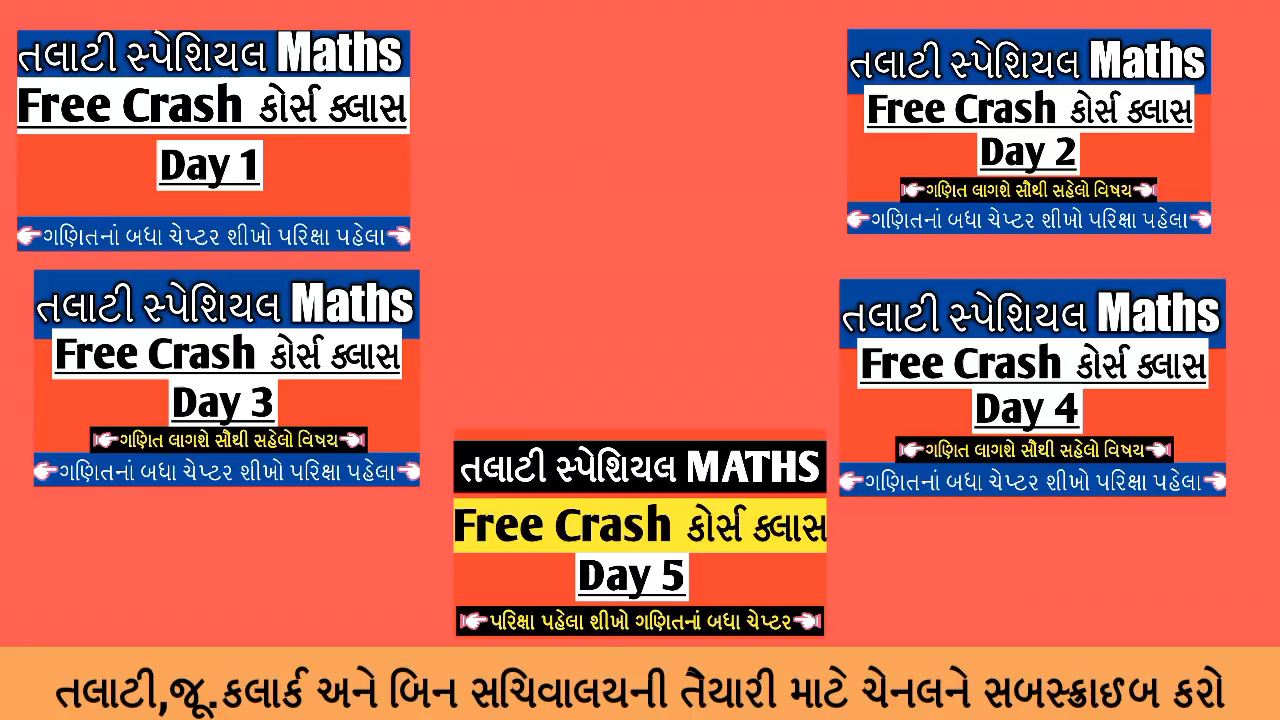 તલાટી સ્પેશિયલ Maths
Free Crash કોર્સ ક્લાસ
Day 1
ગણિતનાં બધા ચેપ્ટર શીખો પરિક્ષા પહેલા
તલાટી સ્પેશિયલ Maths
Free Crash કોર્સ ક્લાસ
Day 2
ગણિત લાગશે સૌથી સહેલો વિષય
ગણિતનાં બધા ચેપ્ટર શીખો પરિક્ષા પહેલા
તલાટી સ્પેશિયલ Maths
Free Crash કોર્સ ક્લાસ
Day 3
ગણિત લાગશે સૌથી સહેલો વિષય
ગણિતનાં બધા ચેપ્ટર શીખો પરિક્ષા પહેલા
તલાટી સ્પેશિયલ Maths
Free Crash કોર્સ ક્લાસ
Day 4
ગણિત લાગશે સૌથી સહેલો વિષય
ગણિતનાં બધા ચેપ્ટર શીખો પરિક્ષા પહેલા
તલાટી સ્પેશિયલ MATHS
Free Crash કોર્સ ક્લાસ
Day 5
પરિક્ષા પહેલા શીખો ગણિતનાં બધા ચેપ્ટર
તલાટી,જૂ.કલાર્ક અને બિન સચિવાલયની તૈયારી માટે ચેનલને સબસ્ક્રાઇબ કરો